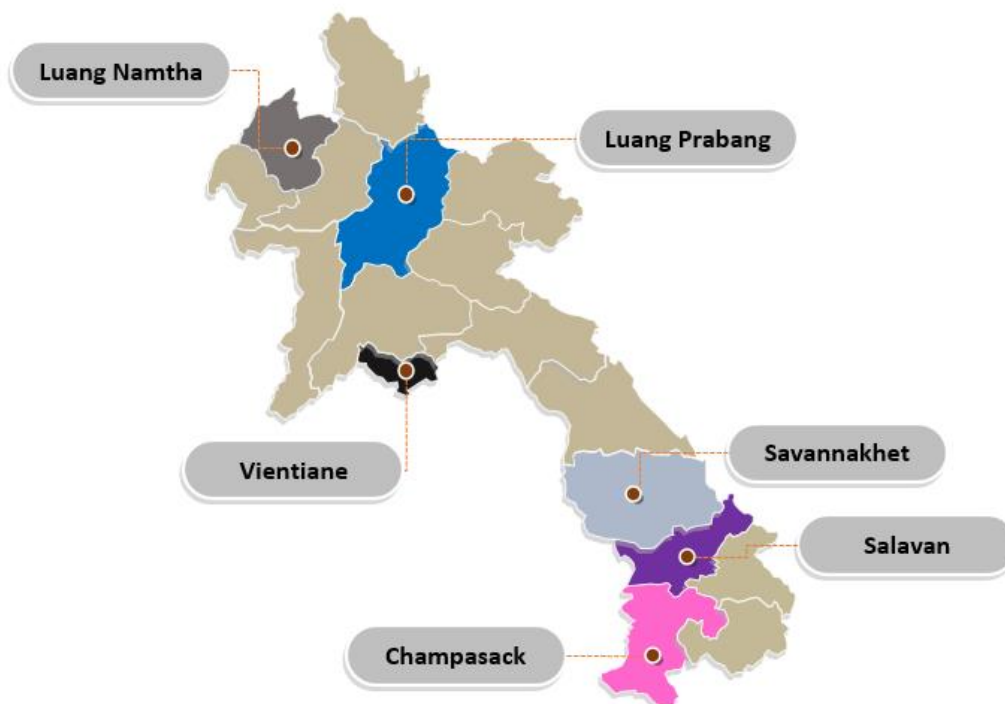 Luang Namtha
Luang Prabang
Vientiane
Savannakhet
Salavan
Champasack